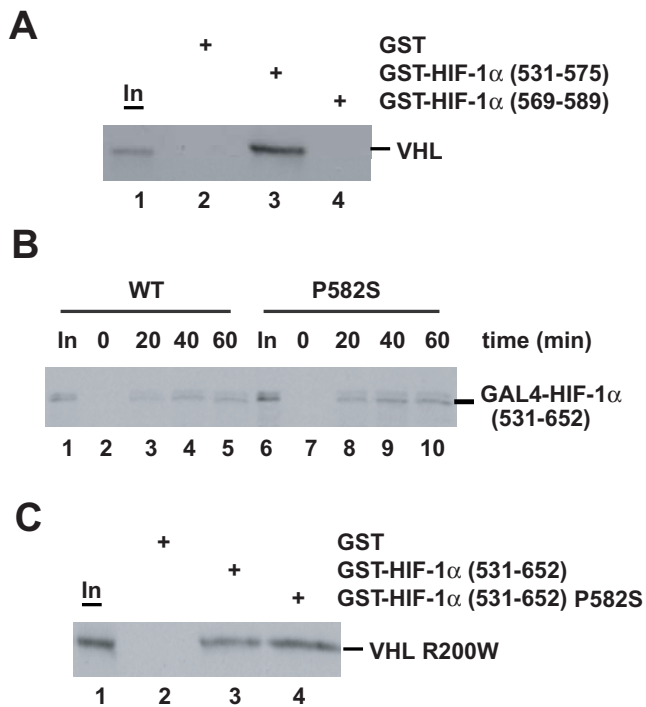 A
+ GST
+ GST-HIF-1α (531-575)
In + GST-HIF-1α (569-589)
VHL
1 2 3 4
B
WT P582S
In 0 20 40 60 In 0 20 40 60 time (min)
GAL4-HIF-1α
(531-652)
1 2 3 4 5 6 7 8 9 10
C
+ GST
+ GST-HIF-1α (531-652)
In + GST-HIF-1α (531-652) P582S
VHL R200W
1 2 3 4